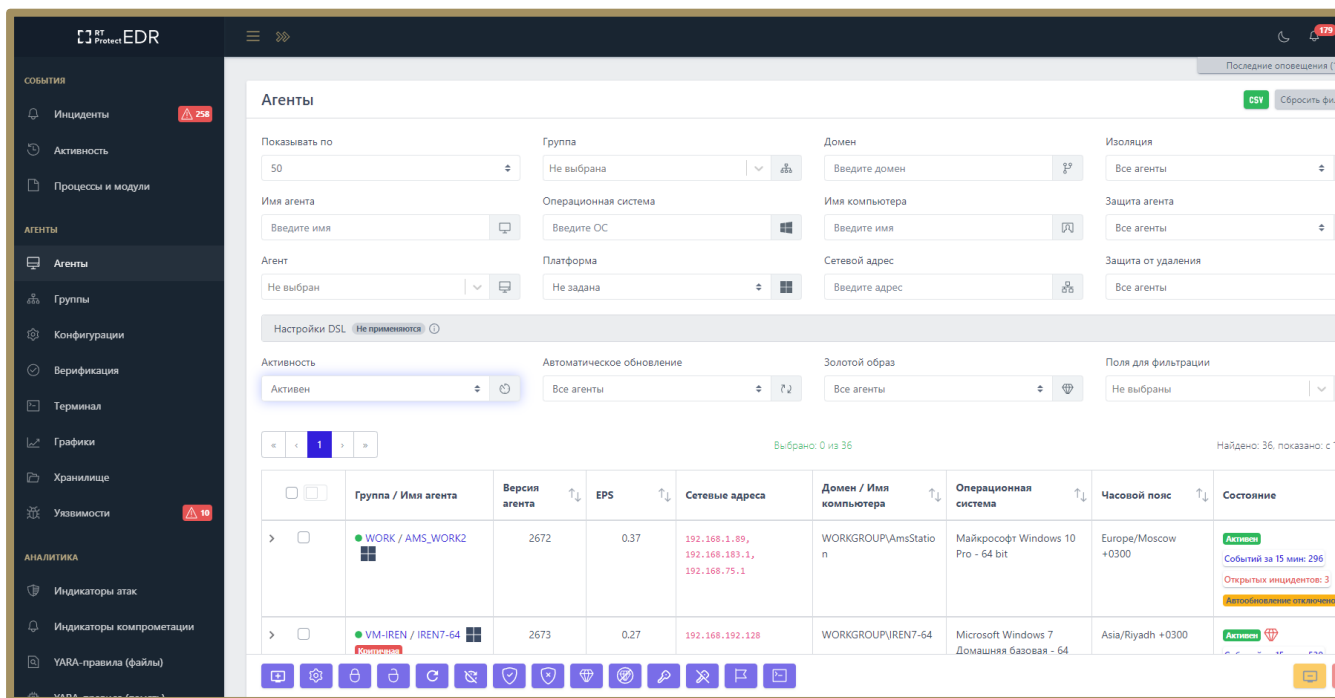 RT Protect EDR
179
Последние оповещения
СОБЫТИЯ
Инциденты 258
Активность
Процессы и модули
АГЕНТЫ
Агенты
Группы
Конфигурации
Верификация
Терминал
Графики
Хранилище
Уязвимости 10
АНАЛИТИКА
Индикаторы атак
Индикаторы компрометации
YARA-правила (файлы)
Агенты
CSV Сбросить
Показывать по Группа Домен Изоляция
50 Не выбрана Введите домен Все агенты
Имя агента Операционная система Имя компьютера Защита агента
Введите имя Введите ОС Введите имя Все агенты
Агент Платформа Сетевой адрес Защита от удаления
Не выбран Не задана Введите адрес Все агенты
Настройки DSL Не применяются
Активность Автоматическое обновление Золотой образ Поля для фильтрации
Активен Все агенты Все агенты Не выбраны
« ‹ 1 › »
Выбрано: 0 из 36
Найдено: 36, показано: с
Группа / Имя агента Версия агента EPS Сетевые адреса Домен / Имя компьютера Операционная система Часовой пояс Состояние
WORK / AMS_WORK2 2672 0.37 192.168.1.89, WORKGROUP\AmsStatio Майкрософт Windows 10 Europe/Moscow Активен
192.168.183.1, n Pro - 64 bit +0300 Событий за 15 мин: 296
192.168.75.1 Открытых инцидентов: 3
Автообновление отключено
VM-IREN / IREN7-64 2673 0.27 192.168.192.128 WORKGROUP\IREN7-64 Microsoft Windows 7 Asia/Riyadh +0300 Активен
Домашняя базовая - 64